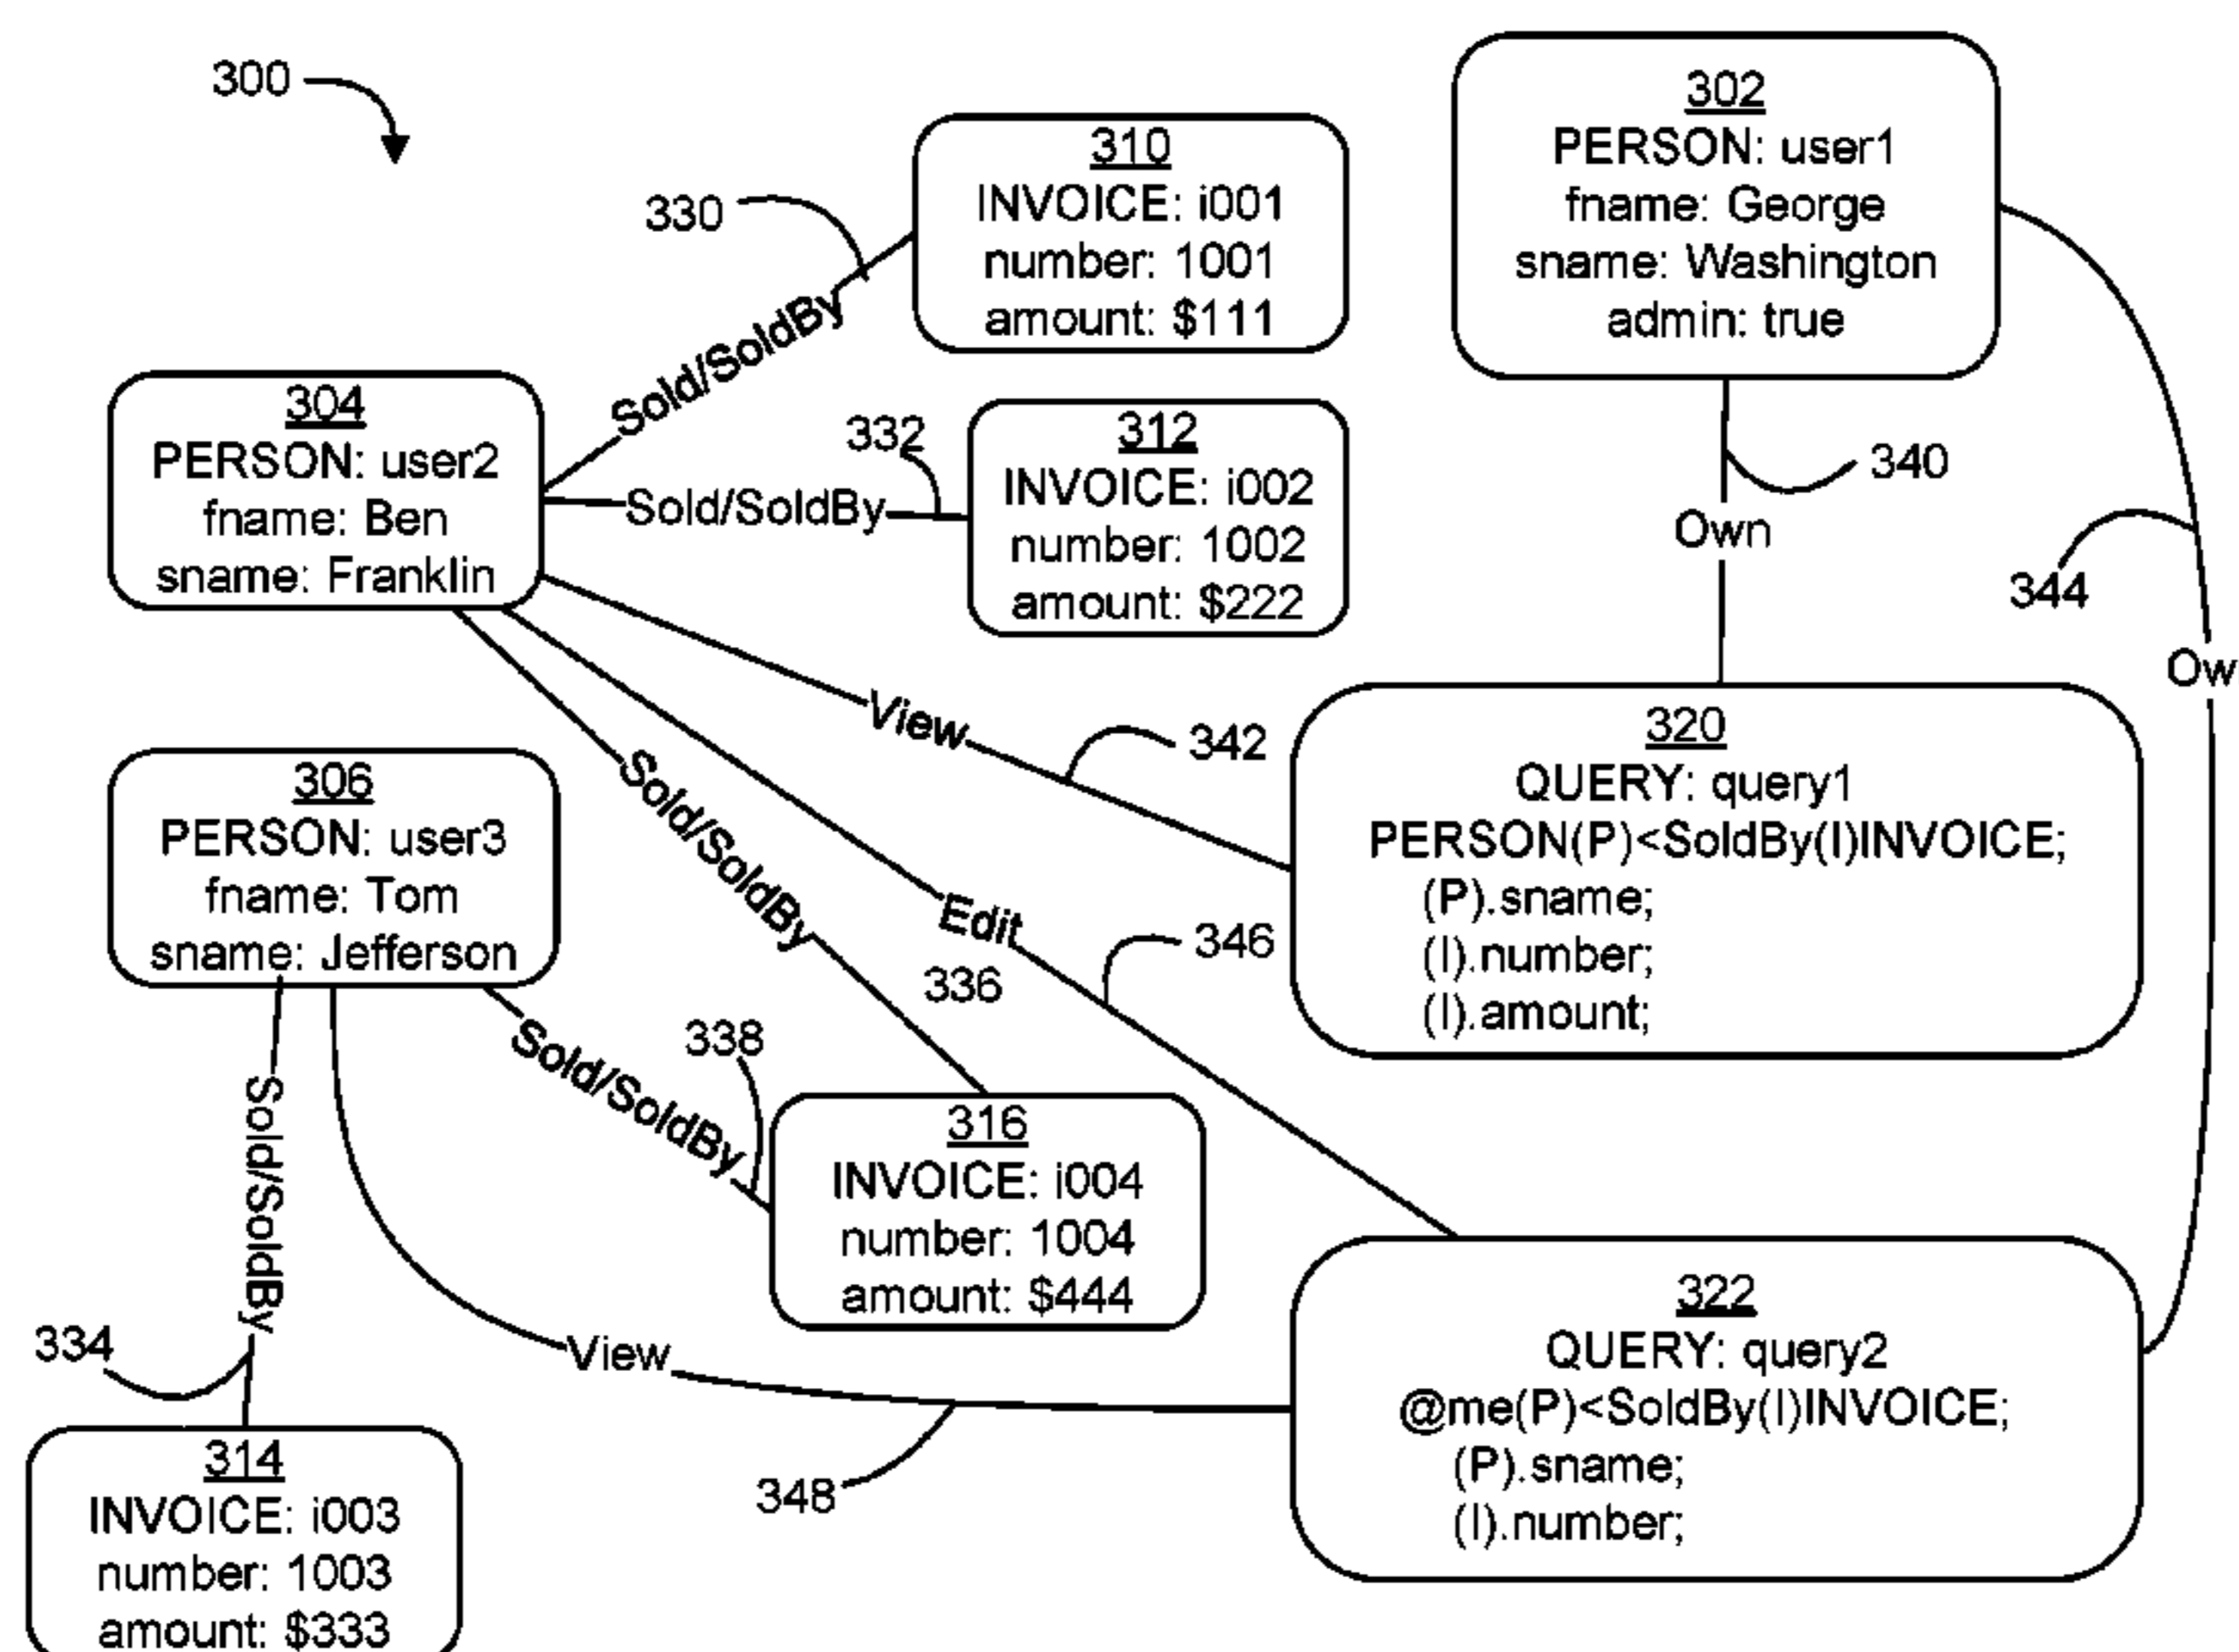 300
302
PERSON: user1
fname: George
sname: Washington
admin: true
310
INVOICE: i001
number: 1001
amount: $111
330
Sold/SoldBy
304
PERSON: user2
fname: Ben
sname: Franklin
332
Sold/SoldBy
312
INVOICE: i002
number: 1002
amount: $222
340
Own
344
Ow
View
342
320
QUERY: query1
PERSON(P)<SoldBy(I)INVOICE;
(P).sname;
(I).number;
(I).amount;
306
PERSON: user3
fname: Tom
sname: Jefferson
Sold/SoldBy
Edit
346
336
338
Sold/SoldBy
Sold/SoldBy
316
INVOICE: i004
number: 1004
amount: $444
334
View
348
322
QUERY: query2
@me(P)<SoldBy(I)INVOICE;
(P).sname;
(I).number;
314
INVOICE: i003
number: 1003
amount: $333